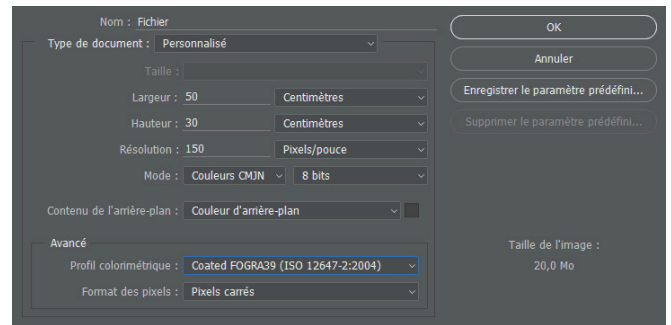 Nom : Fichier
OK
Type de document : Personnalisé
Annuler
Taille :
Largeur : 50 Centimètres
Enregistrer le paramètre prédéfini...
Hauteur : 30 Centimètres
Supprimer le paramètre prédéfini...
Résolution : 150 Pixels/pouce
Mode : Couleurs CMJN 8 bits
Contenu de l'arrière-plan : Couleur d'arrière-plan
Avancé
Taille de l'image :
Profil colorimétrique : Coated FOGRA39 (ISO 12647-2:2004)
20,0 Mo
Format des pixels : Pixels carrés